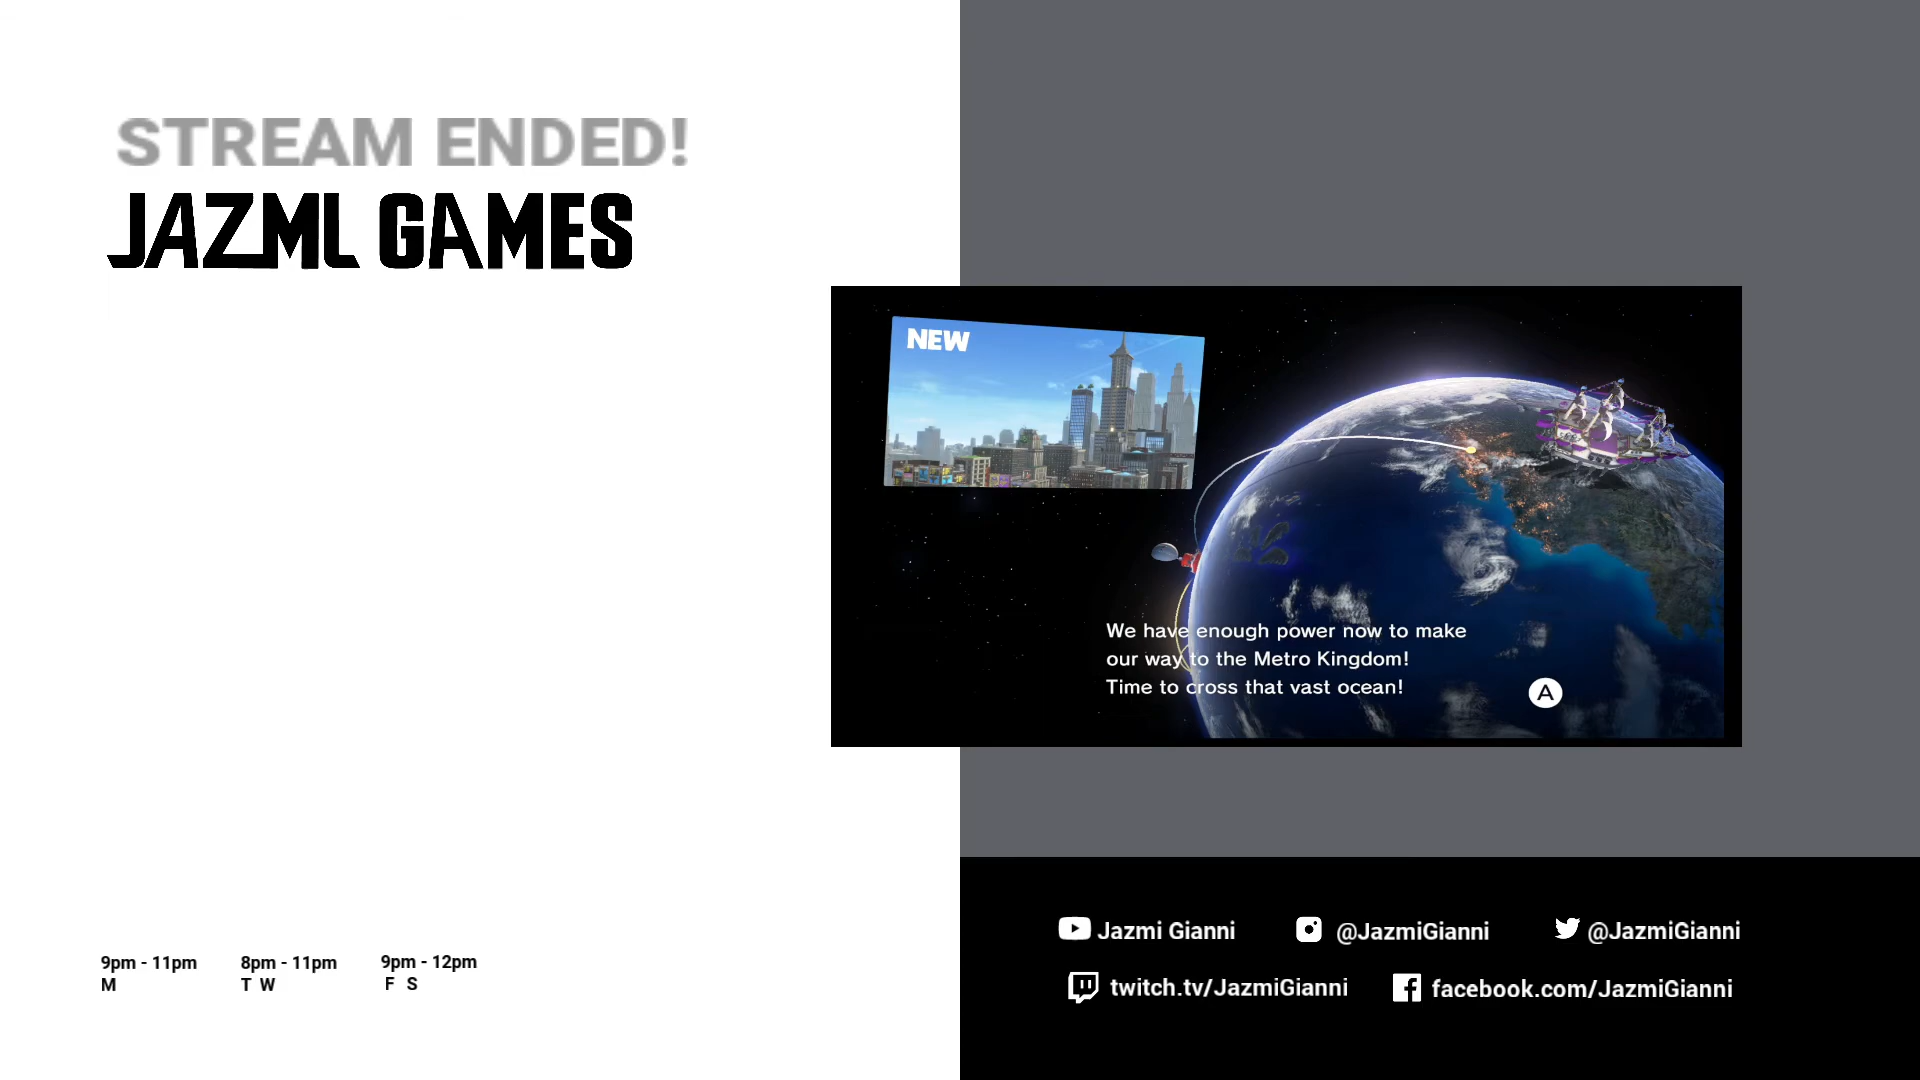 STREAM ENDED!
JAZMI GAMES
NEW
We have enough power now to make
our way to the Metro Kingdom!
Time to cross that vast ocean!
A
9pm - 11pm
M
8pm - 11pm
T W
9pm - 12pm
F S
Jazmi Gianni
@JazmiGianni
@JazmiGianni
twitch.tv/JazmiGianni
facebook.com/JazmiGianni